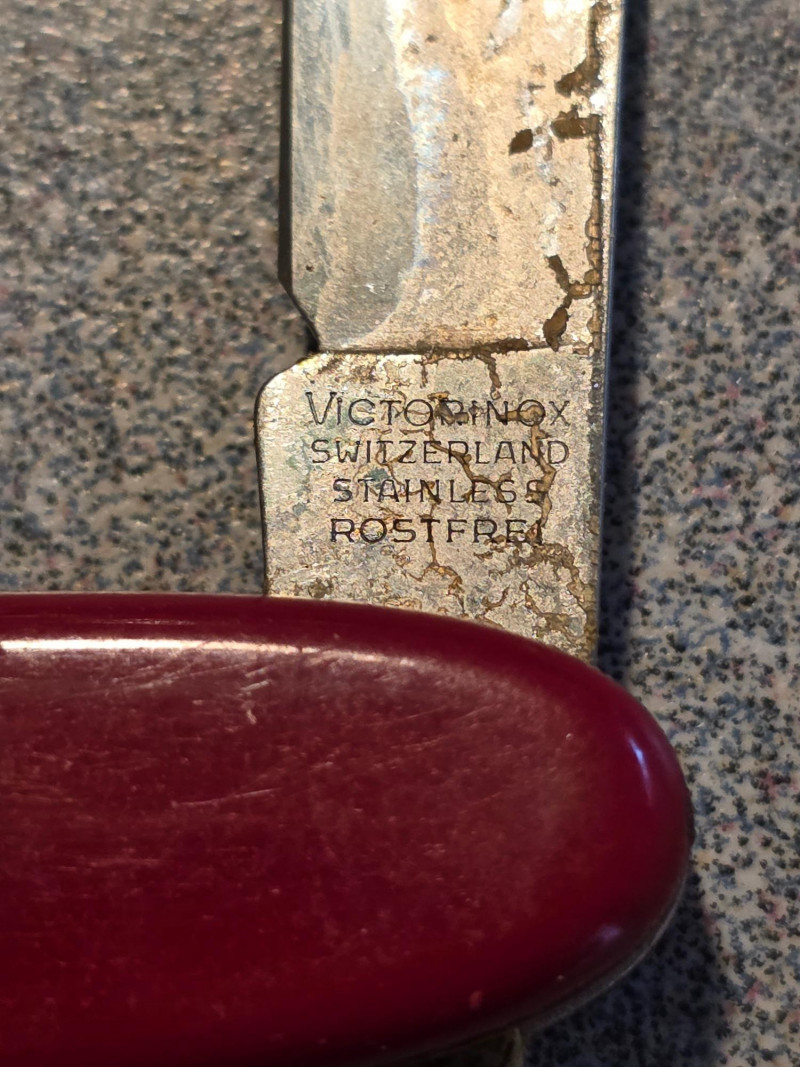 VICTORINOX
SWITZERLAND
STAINLESS
ROSTFREI